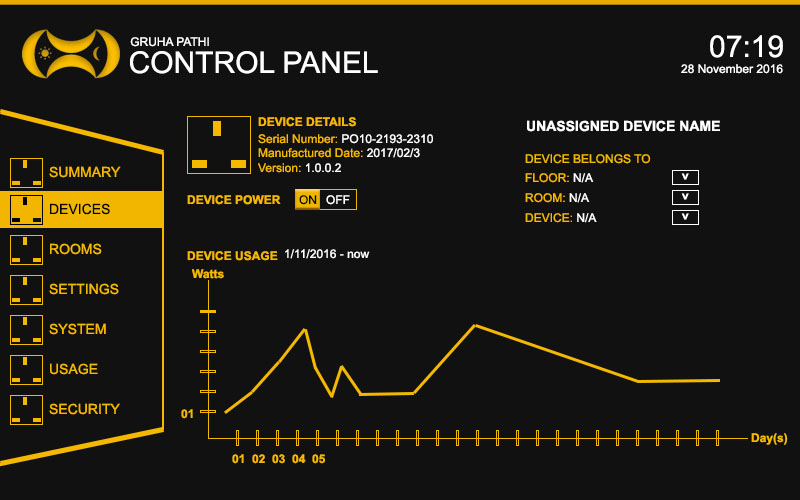 GRUHA PATHI
CONTROL PANEL
07:19
28 November 2016
SUMMARY
DEVICES
ROOMS
SETTINGS
SYSTEM
USAGE
SECURITY
DEVICE DETAILS
Serial Number: PO10-2193-2310
Manufactured Date: 2017/02/3
Version: 1.0.0.2
DEVICE POWER ON OFF
UNASSIGNED DEVICE NAME
DEVICE BELONGS TO
FLOOR: N/A v
ROOM: N/A v
DEVICE: N/A v
DEVICE USAGE 1/11/2016 - now
Watts
01
Day(s)
01 02 03 04 05